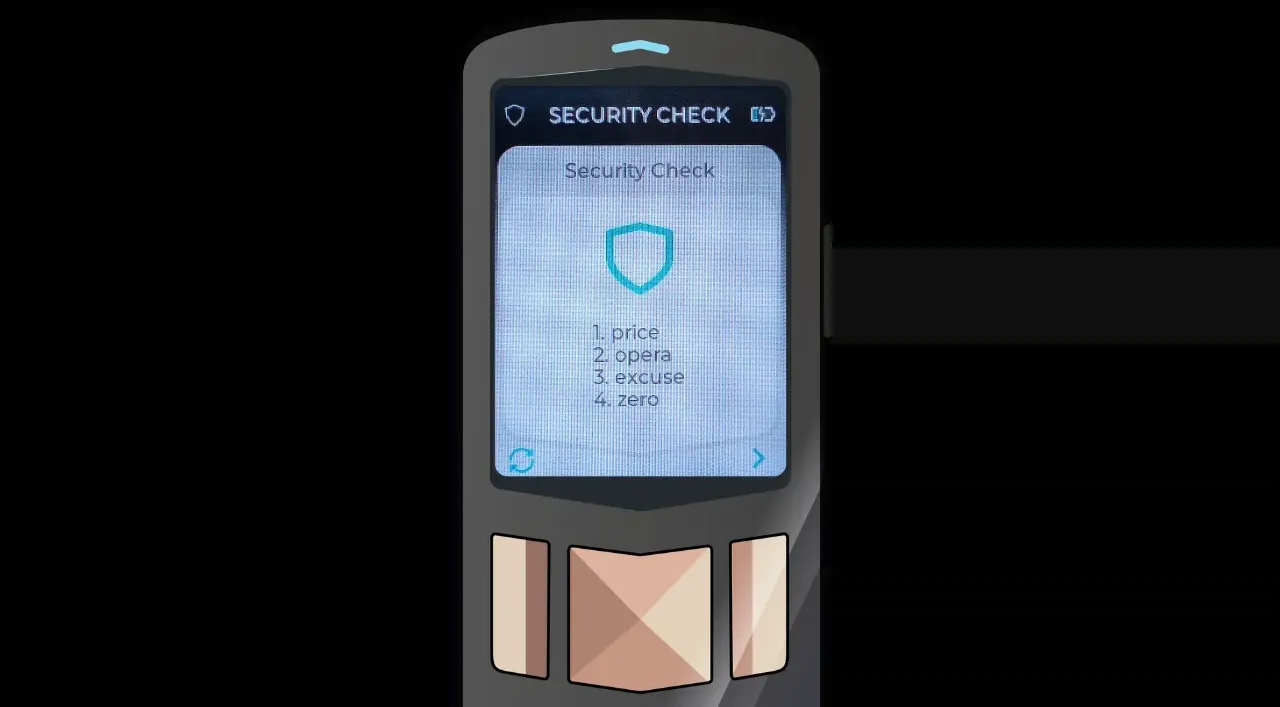 SECURITY CHECK
Security Check
1. price
2. opera
3. excuse
4. zero